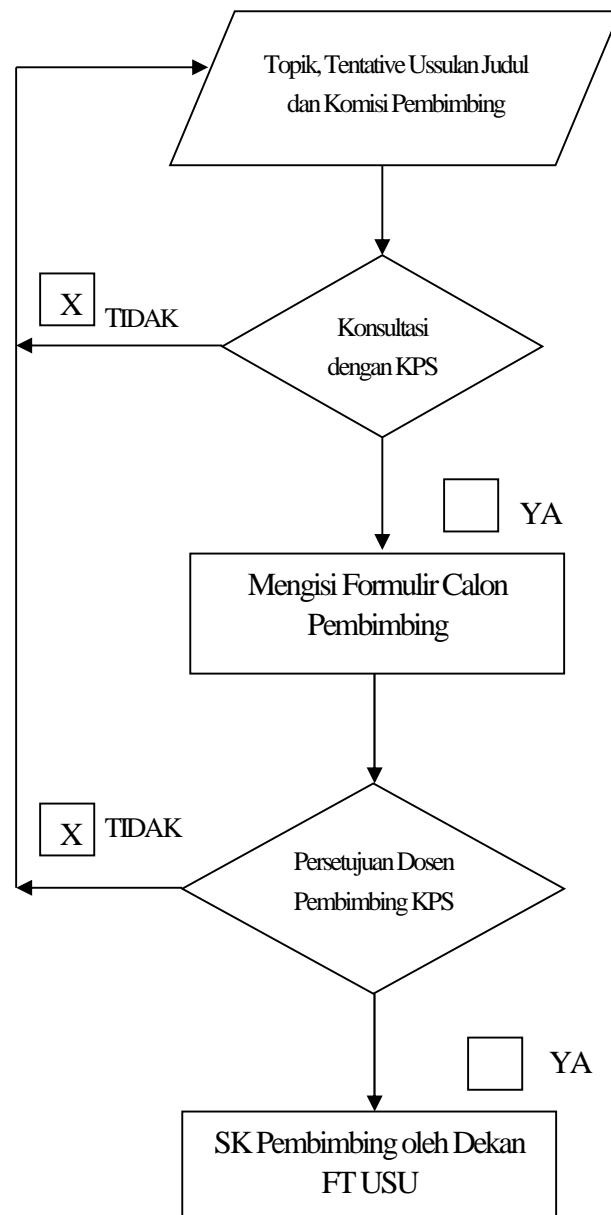 Topik, Tentative Ussulan Judul
dan Komisi Pembimbing
X
TIDAK
Konsultasi
dengan KPS
YA
Mengisi Formulir Calon
Pembimbing
X
TIDAK
Persetujuan Dosen
Pembimbing KPS
YA
SK Pembimbing oleh Dekan
FT USU